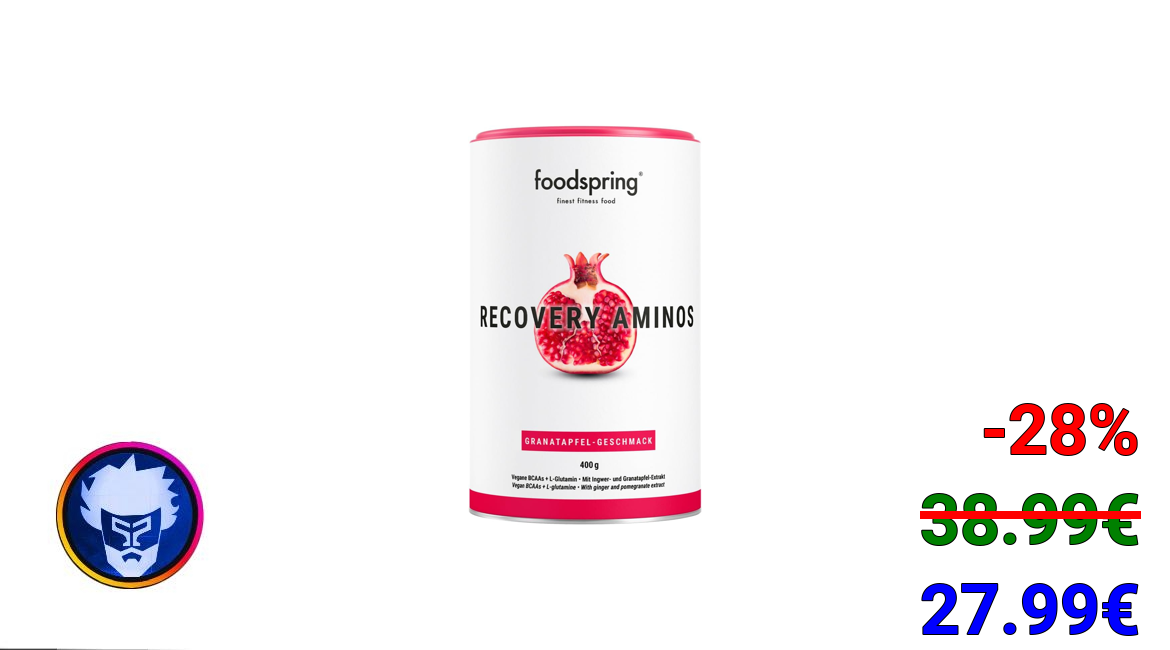 foodspring®
finest fitness food
RECOVERY AMINOS
GRANATAPFEL-GESCHMACK
400 g
Vegane BCAAs + L-Glutamin • Mit Ingwer- und Granatapfel-Extrakt
Vegan BCAAs + L-glutamine • With ginger and pomegranate extract
-28%
38.99€
27.99€